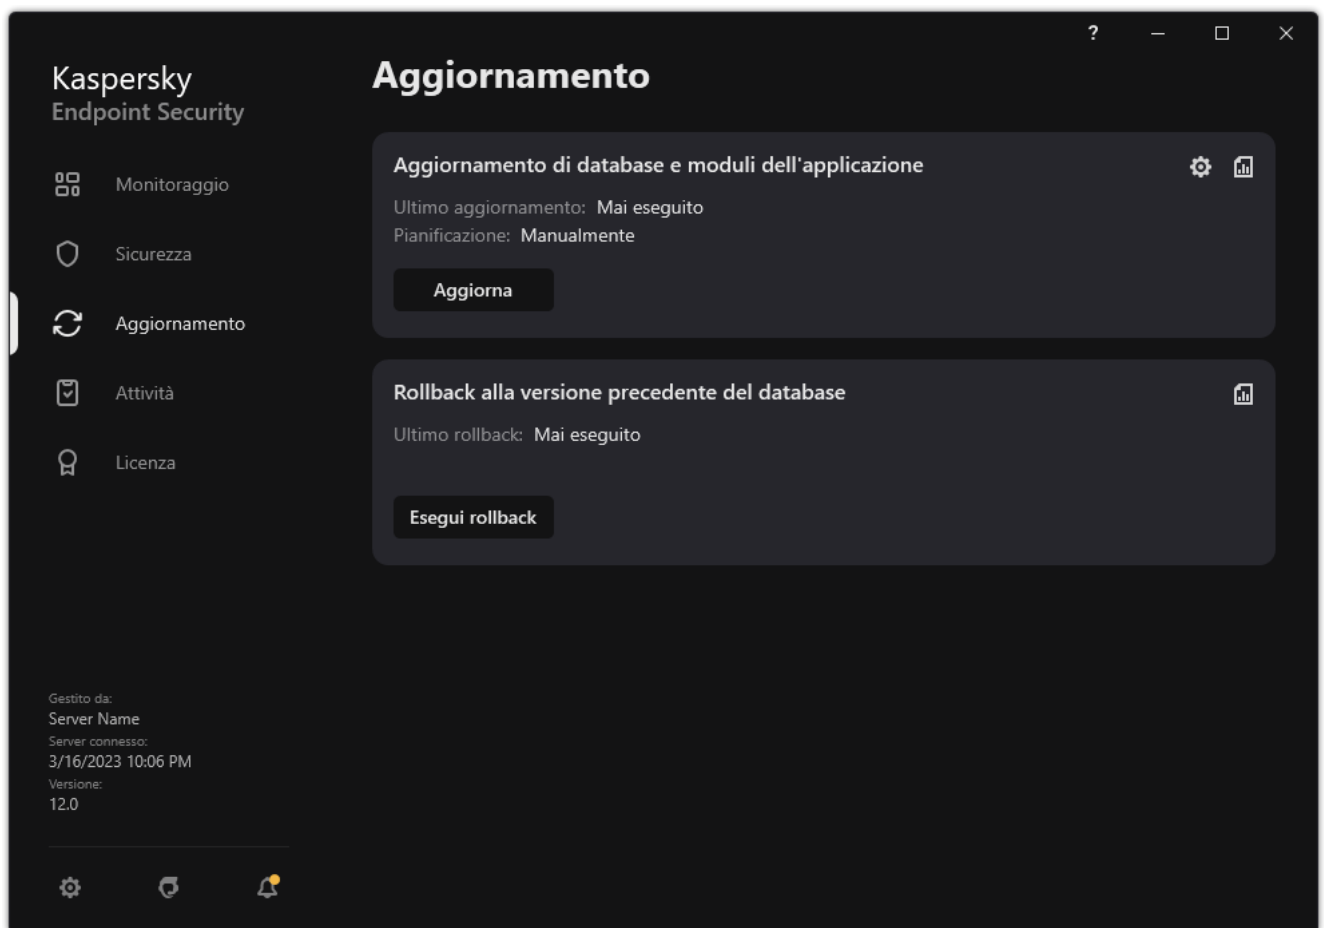 ?
Kaspersky
Endpoint Security
Monitoraggio
Sicurezza
Aggiornamento
Attività
Licenza
Gestito da:
Server Name
Server connesso:
3/16/2023 10:06 PM
Versione:
12.0
Aggiornamento
Aggiornamento di database e moduli dell'applicazione
Ultimo aggiornamento: Mai eseguito
Pianificazione: Manualmente
Aggiorna
Rollback alla versione precedente del database
Ultimo rollback: Mai eseguito
Esegui rollback